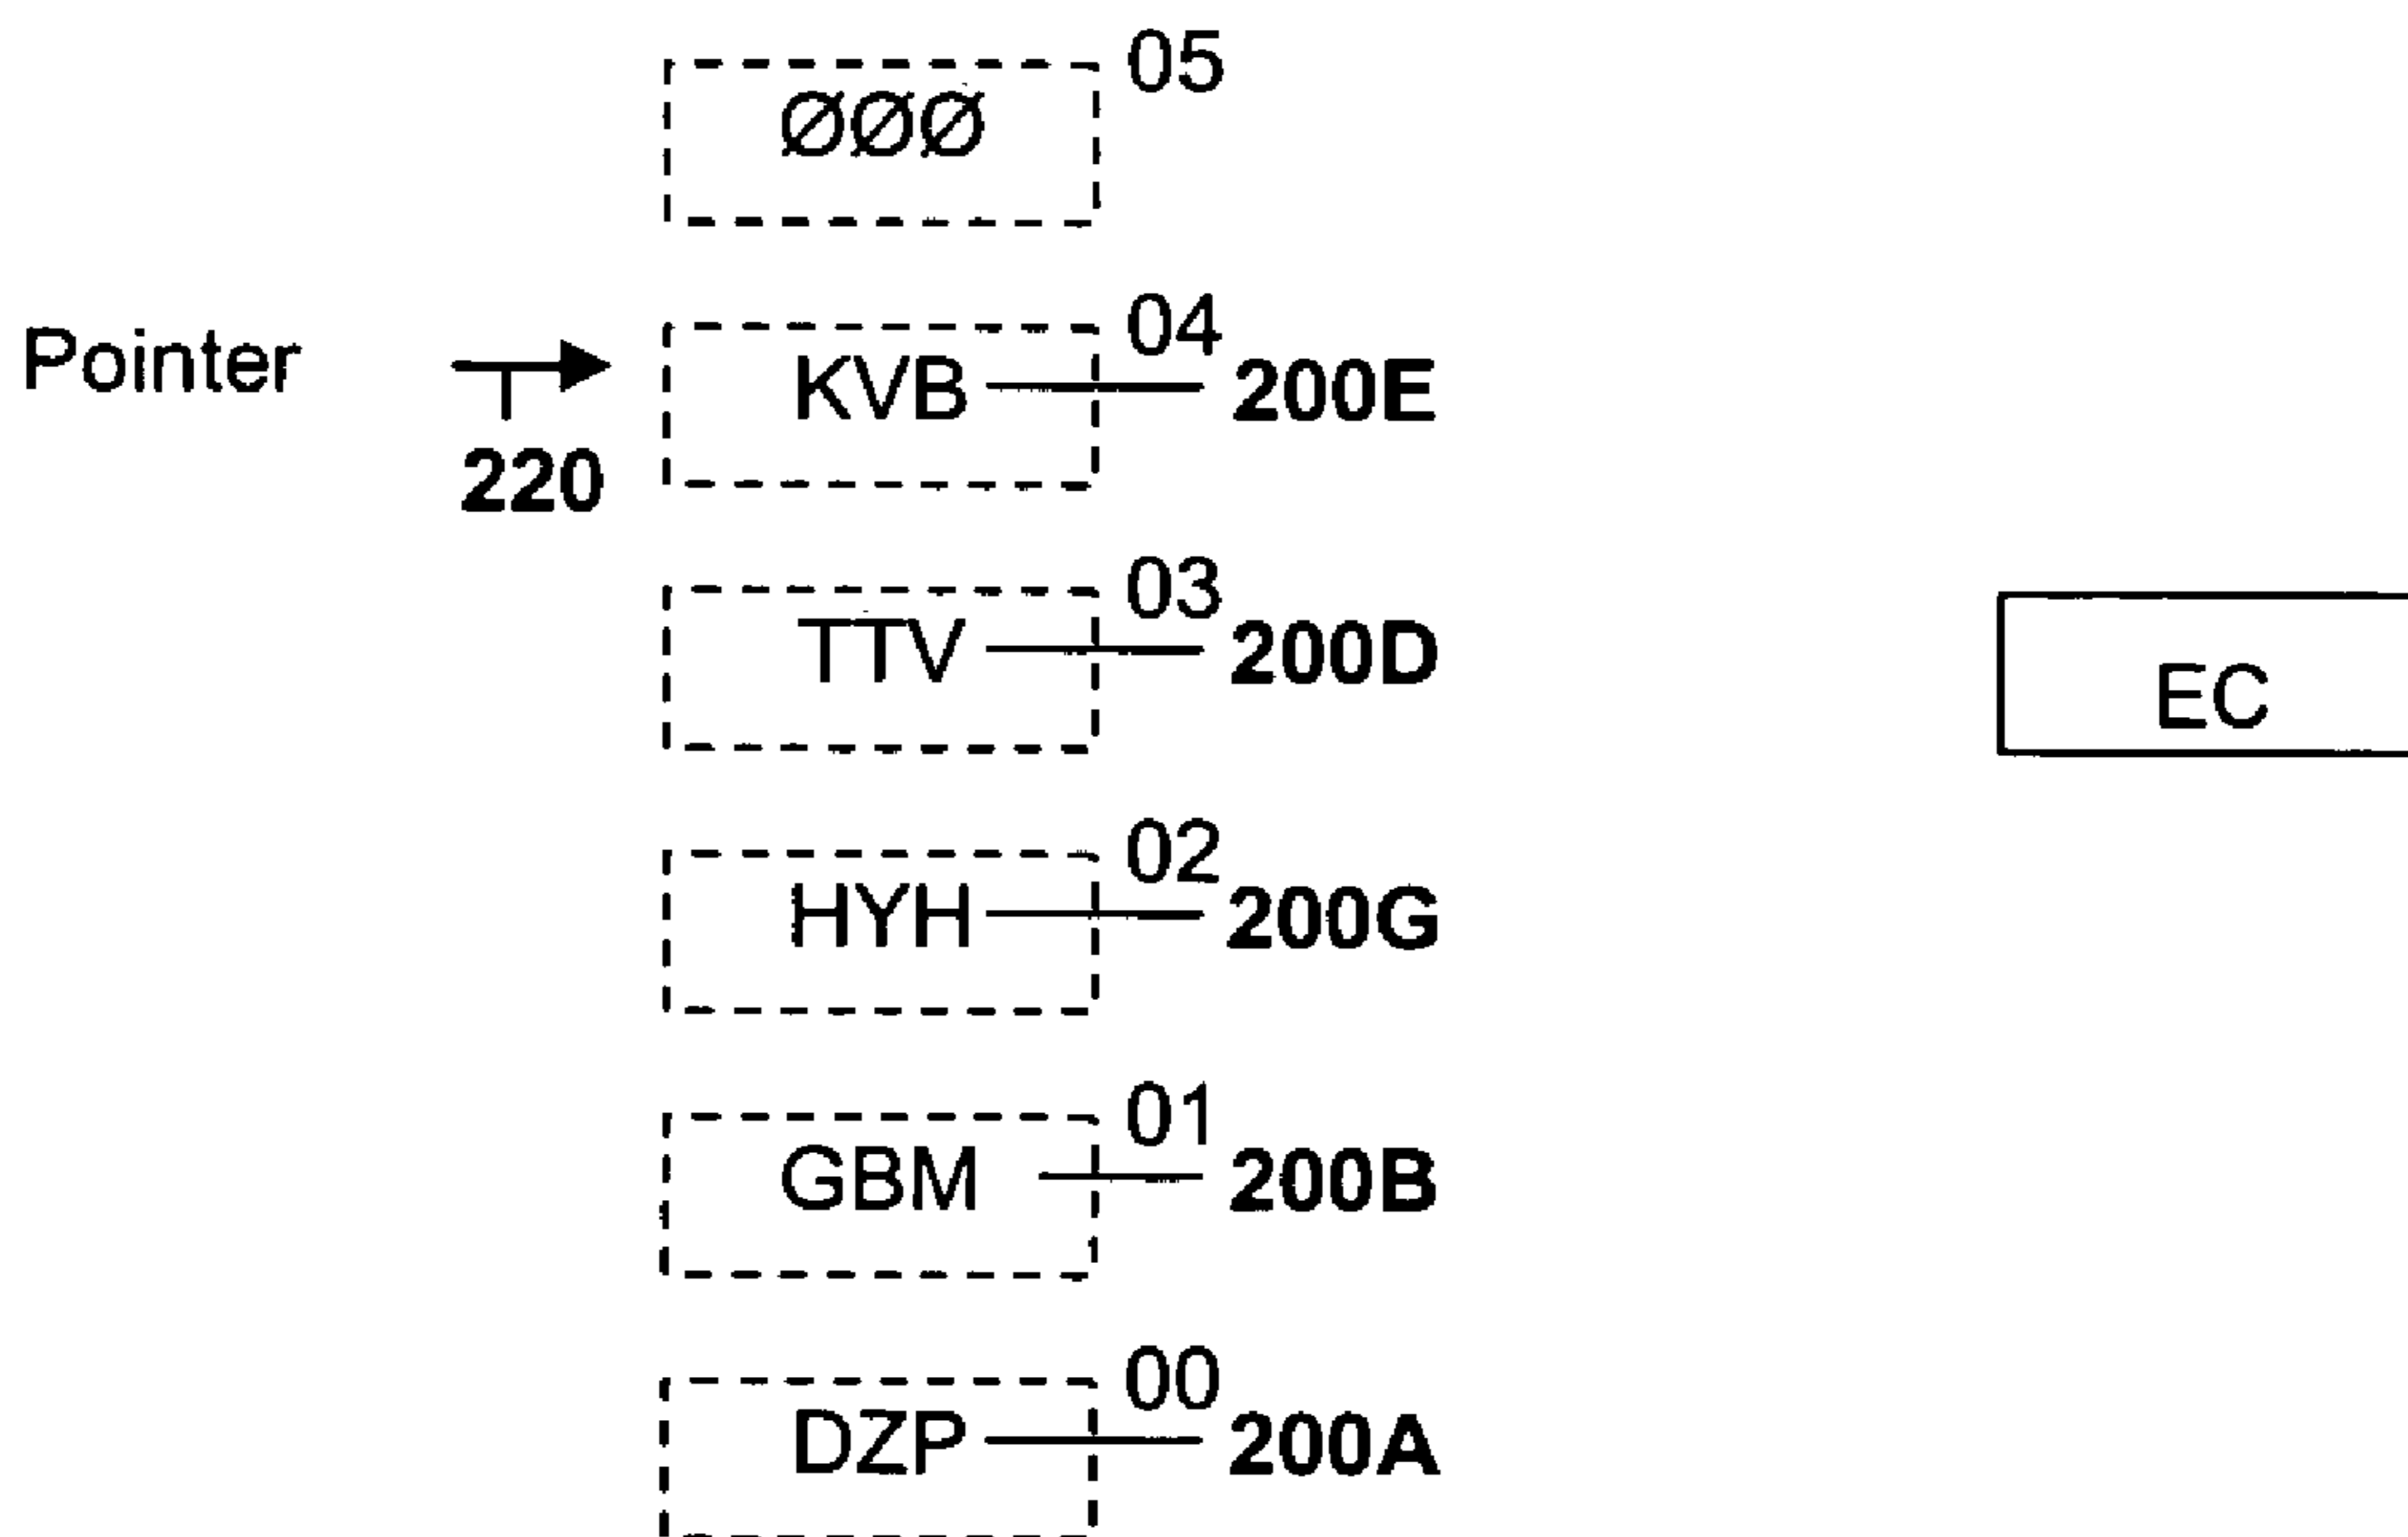 05
ØØØ
04
Pointer
KVB 200E
220
03
TTV 200D
EC
02
HYH 200G
01
GBM 200B
00
DZP 200A